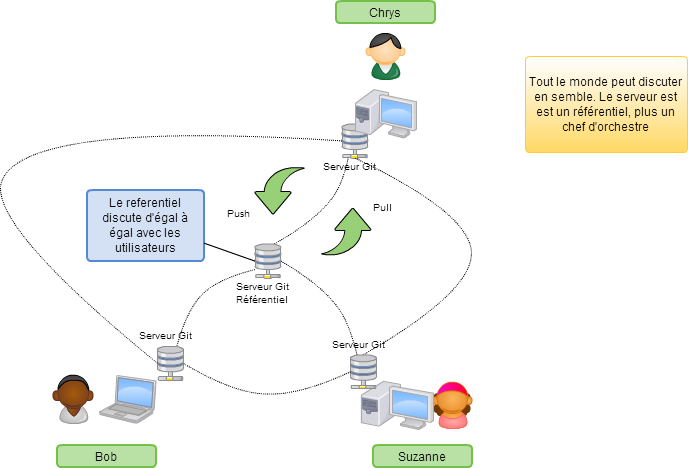 Chrys
Tout le monde peut discuter
en semble. Le serveur est
est un référentiel, plus un
chef d'orchestre
Serveur Git
Le referentiel
discute d'égal à
égal avec les
utilisateurs
Push
Pull
Serveur Git
Référentiel
Serveur Git
Serveur Git
Bob
Suzanne